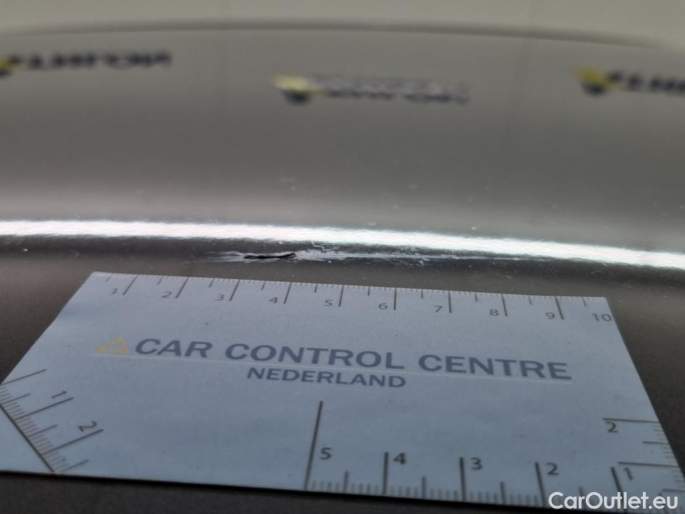 1 2 3 4 5 6 7 8 9 10
CAR CONTROL CENTRE
NEDERLAND
1
2
2
5 4 3 2 1
CarOutlet.eu